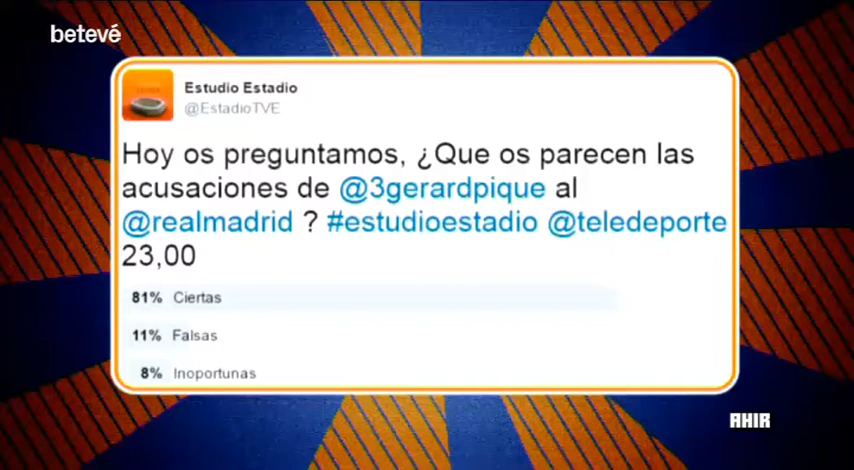 betevé
Estudio Estadio
@EstadioTVE
Hoy os preguntamos, ¿Que os parecen las
acusaciones de @3gerardpique al
@realmadrid ? #estudioestadio @teledeporte
23,00
81% Ciertas
11% Falsas
8% Inoportunas
AHIR